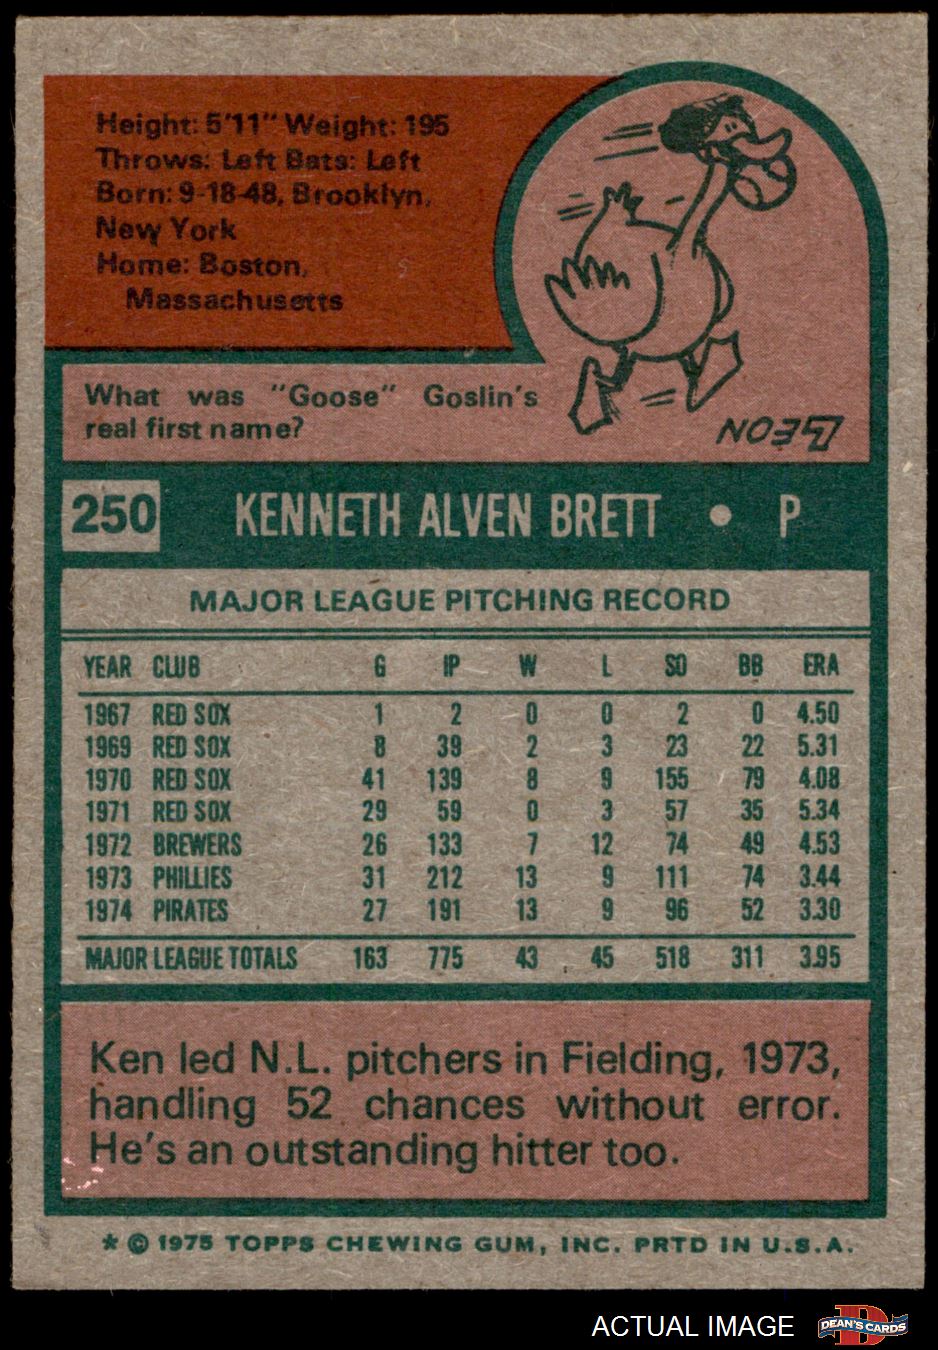 Height: 5'11" Weight: 195
Throws: Left Bats: Left
Born: 9-18-48, Brooklyn,
New York
Home: Boston,
Massachusetts
What was "Goose" Goslin's
real first name?
LEON
250 KENNETH ALVEN BRETT • P
MAJOR LEAGUE PITCHING RECORD
YEAR CLUB G IP W L SO BB ERA
1967 RED SOX 1 2 0 0 2 0 4.50
1969 RED SOX 8 39 2 3 23 22 5.31
1970 RED SOX 41 139 8 9 155 79 4.08
1971 RED SOX 29 59 0 3 57 35 5.34
1972 BREWERS 26 133 7 12 74 49 4.53
1973 PHILLIES 31 212 13 9 111 74 3.44
1974 PIRATES 27 191 13 9 96 52 3.30
MAJOR LEAGUE TOTALS 163 775 43 45 518 311 3.95
Ken led N.L. pitchers in Fielding, 1973,
handling 52 chances without error.
He's an outstanding hitter too.
* © 1975 TOPPS CHEWING GUM, INC. PRTD IN U.S.A.
ACTUAL IMAGE
D
DEAN'S CARDS